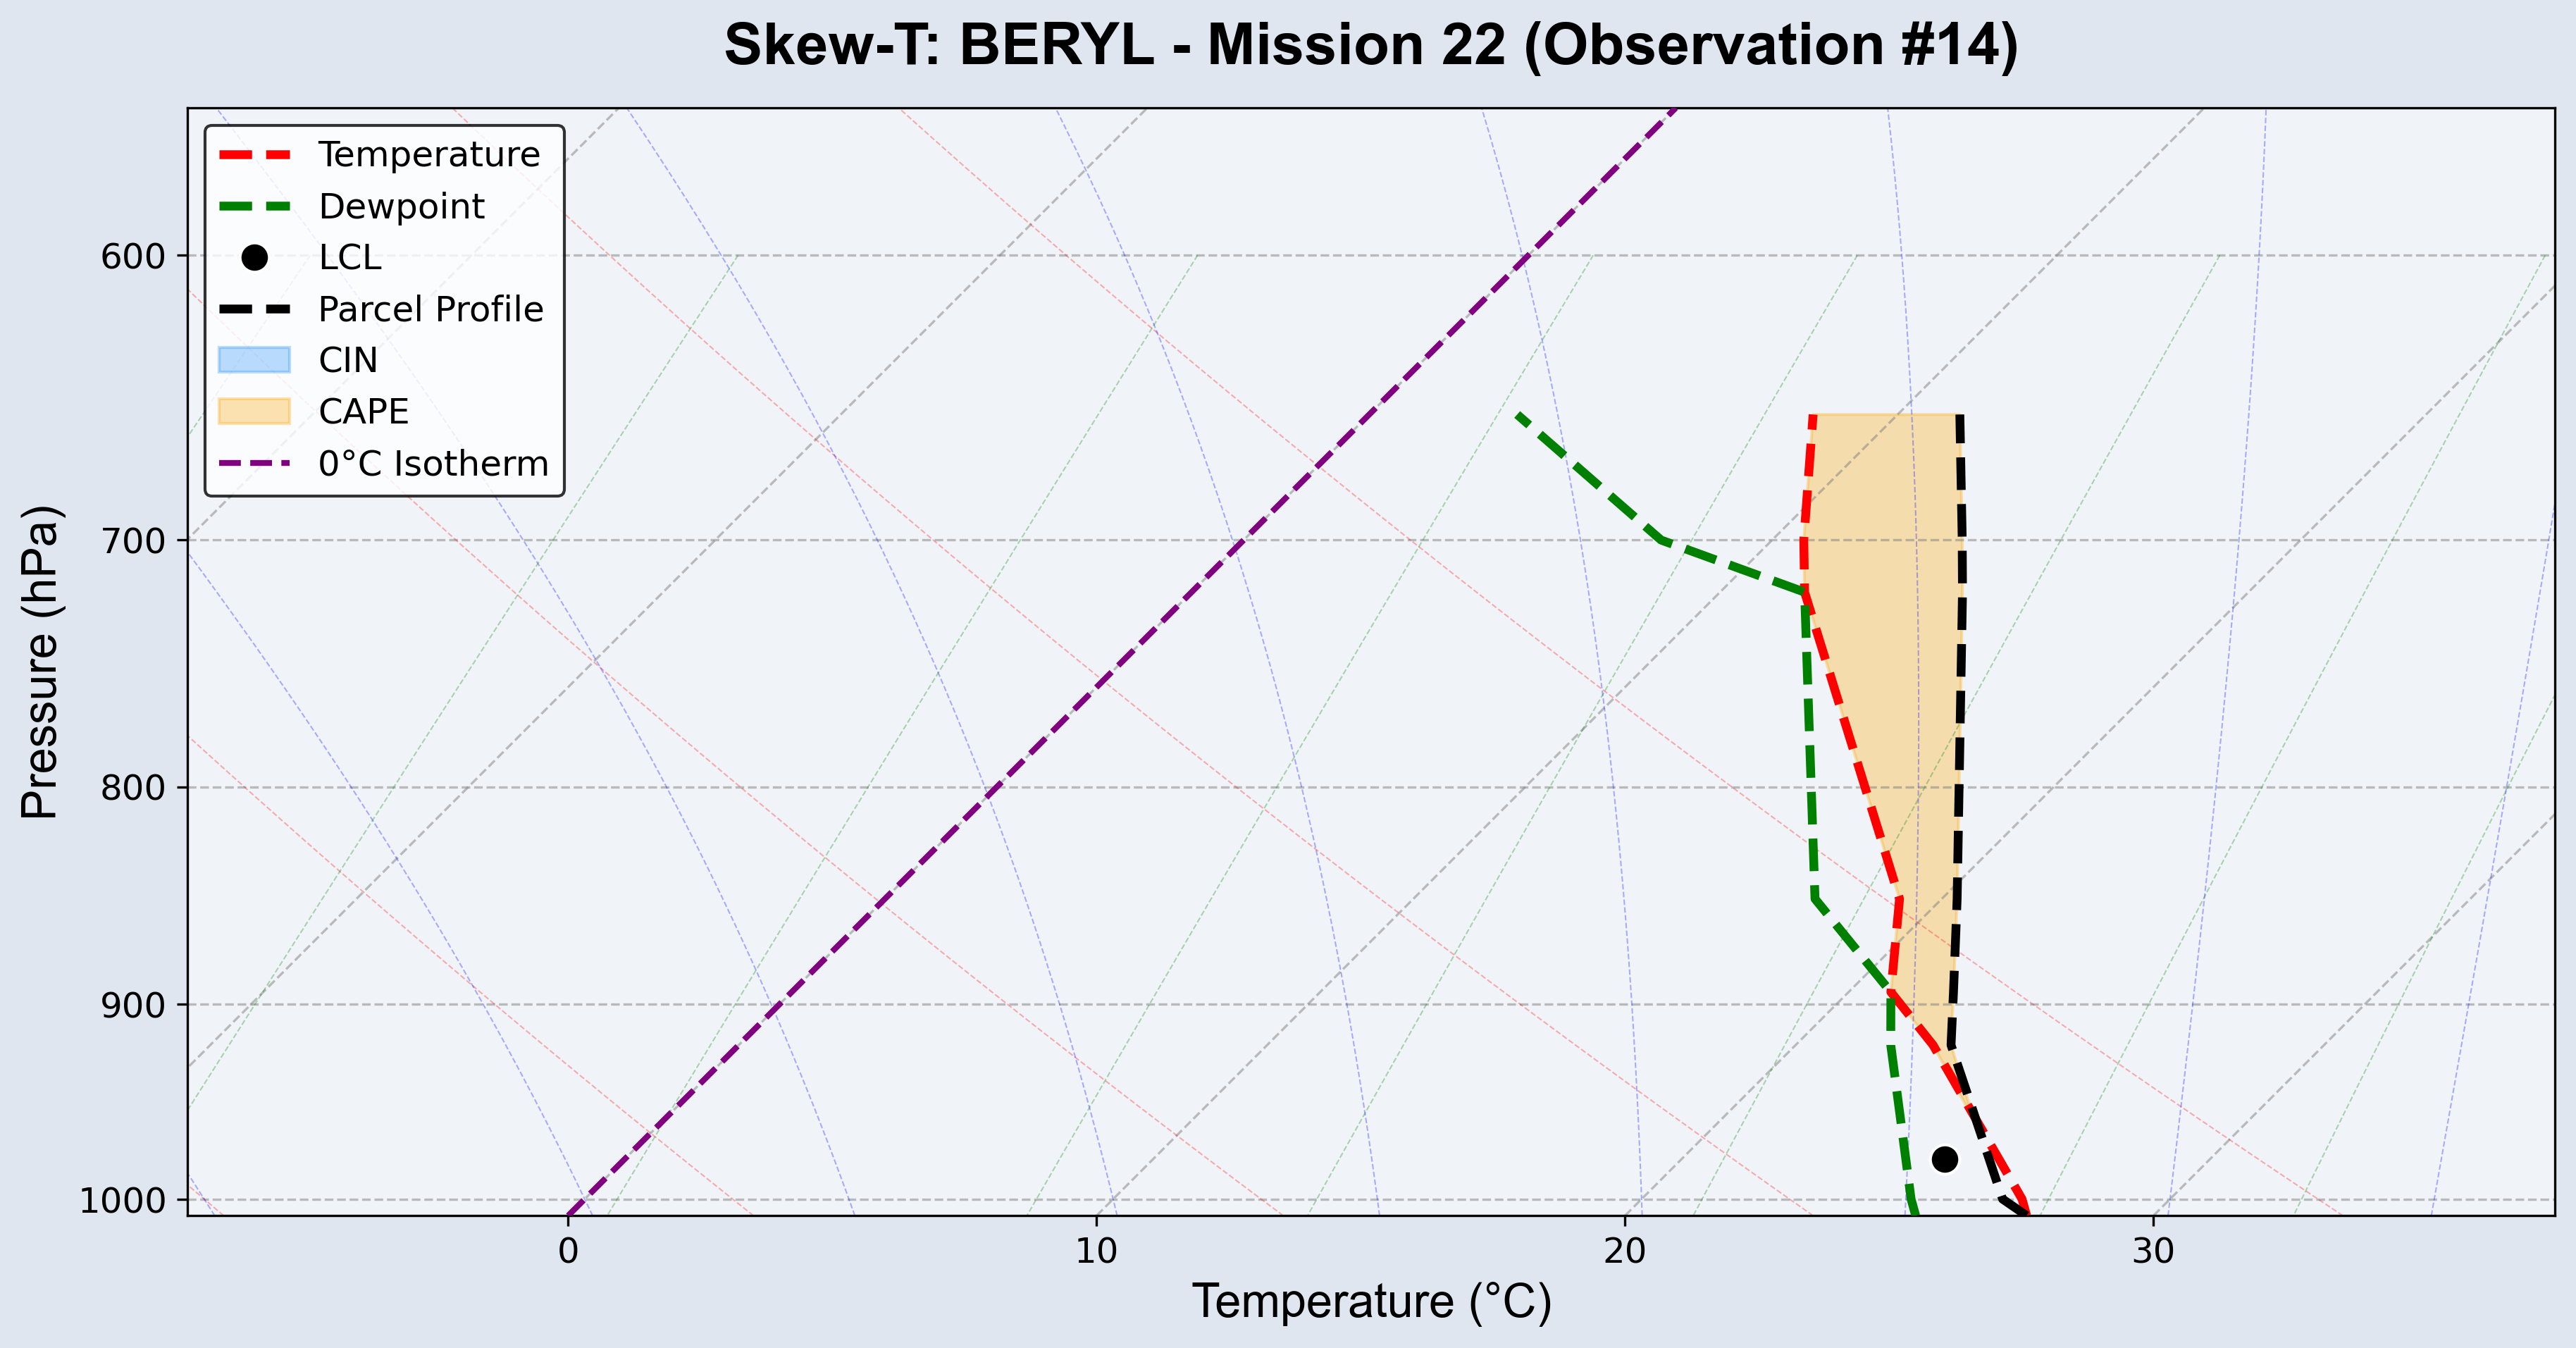 Skew-T: BERYL - Mission 22 (Observation #14)
Temperature
Dewpoint
LCL
Parcel Profile
CIN
CAPE
0°C Isotherm
Pressure (hPa)
600
700
800
900
1000
0 10 20 30
Temperature (°C)